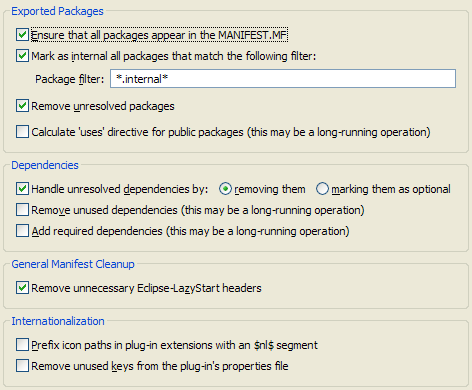 Exported Packages
Ensure that all packages appear in the MANIFEST.MF
Mark as internal all packages that match the following filter:
Package filter: *.internal*
Remove unresolved packages
Calculate 'uses' directive for public packages (this may be a long-running operation)
Dependencies
Handle unresolved dependencies by: removing them marking them as optional
Remove unused dependencies (this may be a long-running operation)
Add required dependencies (this may be a long-running operation)
General Manifest Cleanup
Remove unnecessary Eclipse-LazyStart headers
Internationalization
Prefix icon paths in plug-in extensions with an $nl$ segment
Remove unused keys from the plug-in's properties file